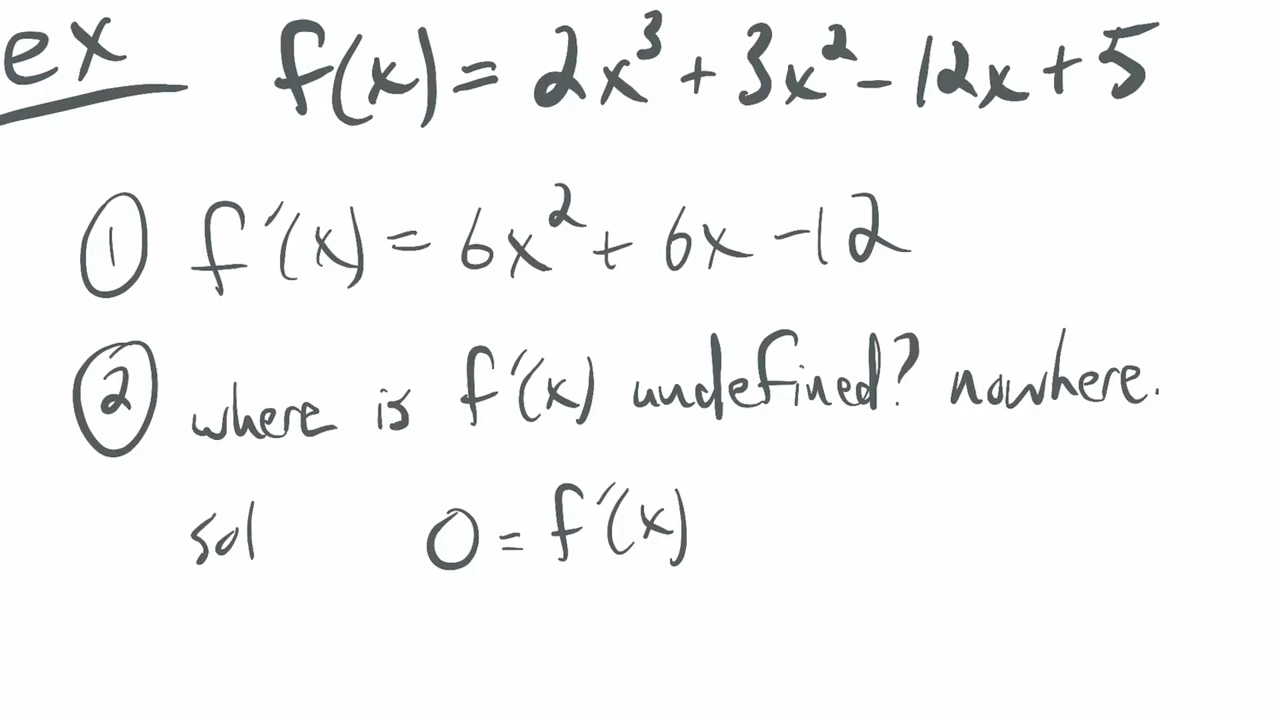 ex f(x) = 2x³ + 3x² - 12x + 5
① f'(x) = 6x² + 6x - 12
② where is f'(x) undefined? nowhere.
sol 0 = f'(x)